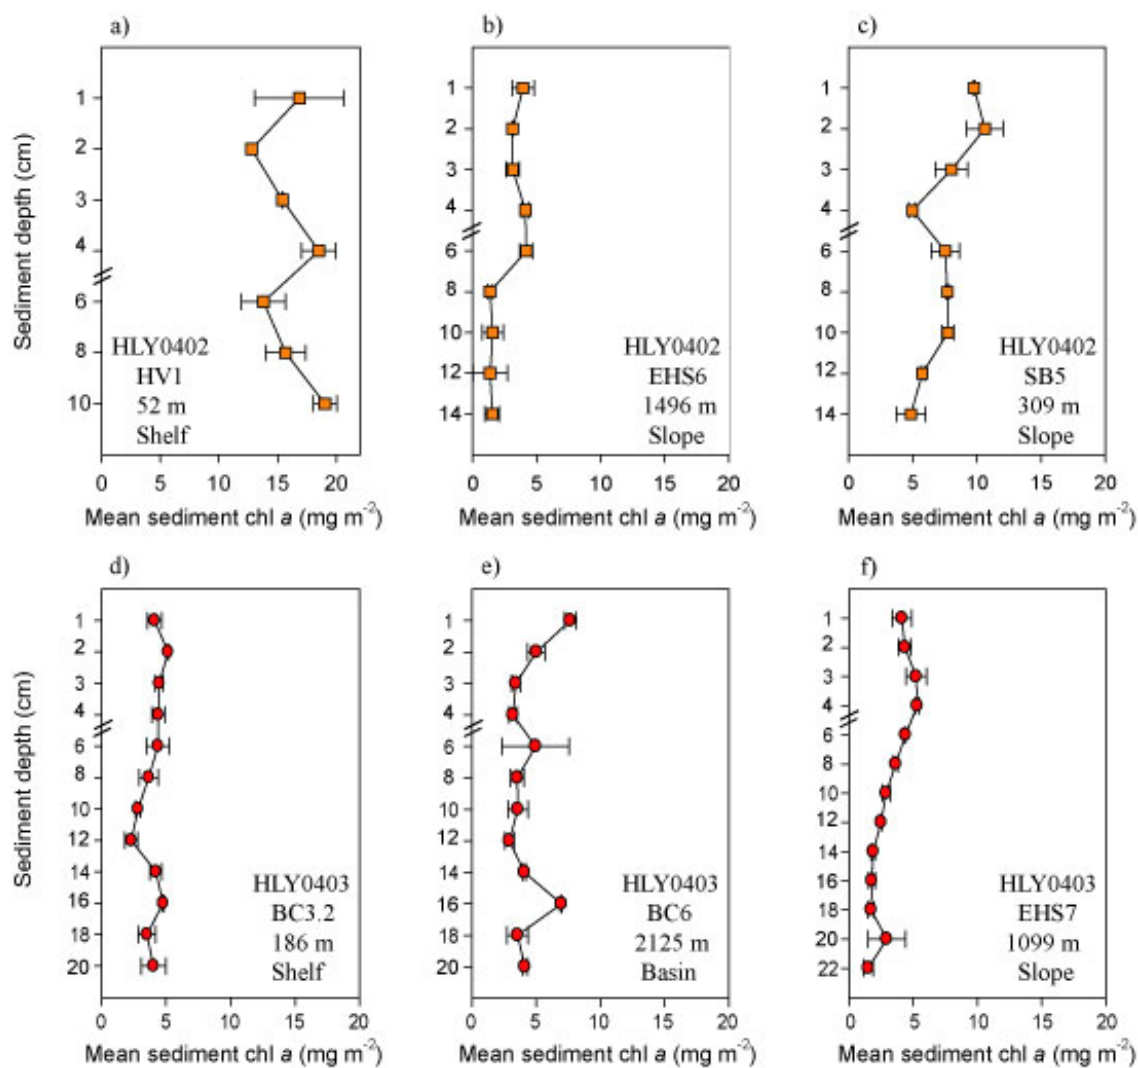 a)
1
2
3
4
6
8
10
Sediment depth (cm)
HLY0402
HV1
52 m
Shelf
0 5 10 15 20
Mean sediment chl a (mg m-2)
b)
1
2
3
4
6
8
10
12
14
HLY0402
EHS6
1496 m
Slope
0 5 10 15 20
Mean sediment chl a (mg m-2)
c)
1
2
3
4
6
8
10
12
14
HLY0402
SB5
309 m
Slope
0 5 10 15 20
Mean sediment chl a (mg m-2)
d)
1
2
3
4
6
8
10
12
14
16
18
20
Sediment depth (cm)
HLY0403
BC3.2
186 m
Shelf
0 5 10 15 20
Mean sediment chl a (mg m-2)
e)
1
2
3
4
6
8
10
12
14
16
18
20
HLY0403
BC6
2125 m
Basin
0 5 10 15 20
Mean sediment chl a (mg m-2)
f)
1
2
3
4
6
8
10
12
14
16
18
20
22
HLY0403
EHS7
1099 m
Slope
0 5 10 15 20
Mean sediment chl a (mg m-2)